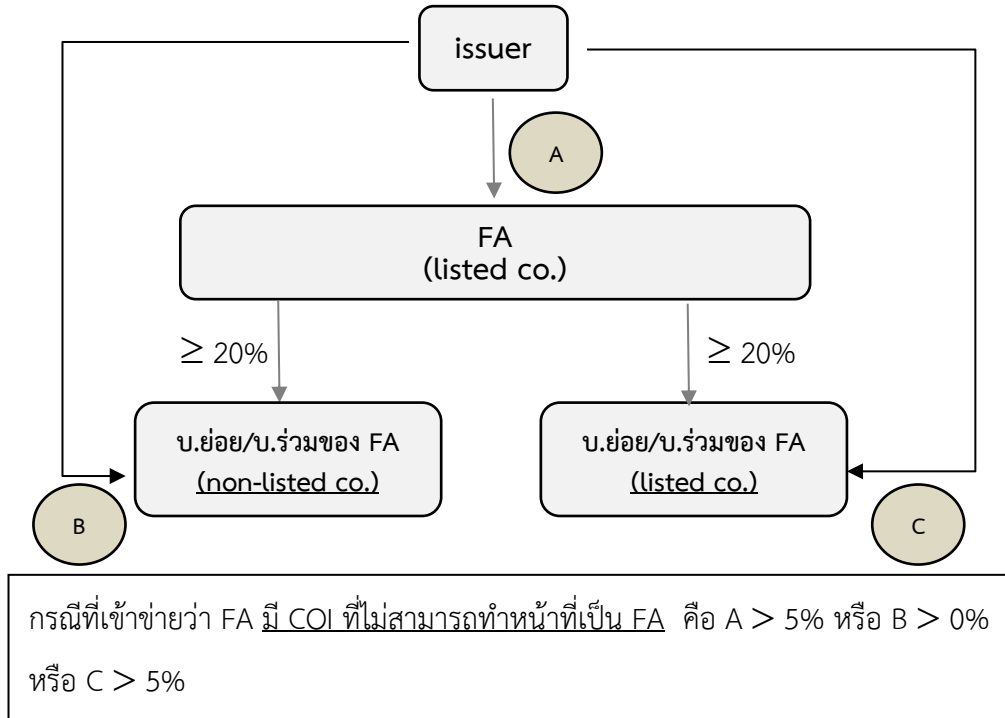 issuer
A
FA
(listed co.)
≥ 20%
≥ 20%
บ.ย่อย/บ.ร่วมของ FA
(non-listed co.)
บ.ย่อย/บ.ร่วมของ FA
(listed co.)
B
C
กรณีที่เข้าข่ายว่า FA มี COI ที่ไม่สามารถทำหน้าที่เป็น FA คือ A > 5% หรือ B > 0%
หรือ C > 5%